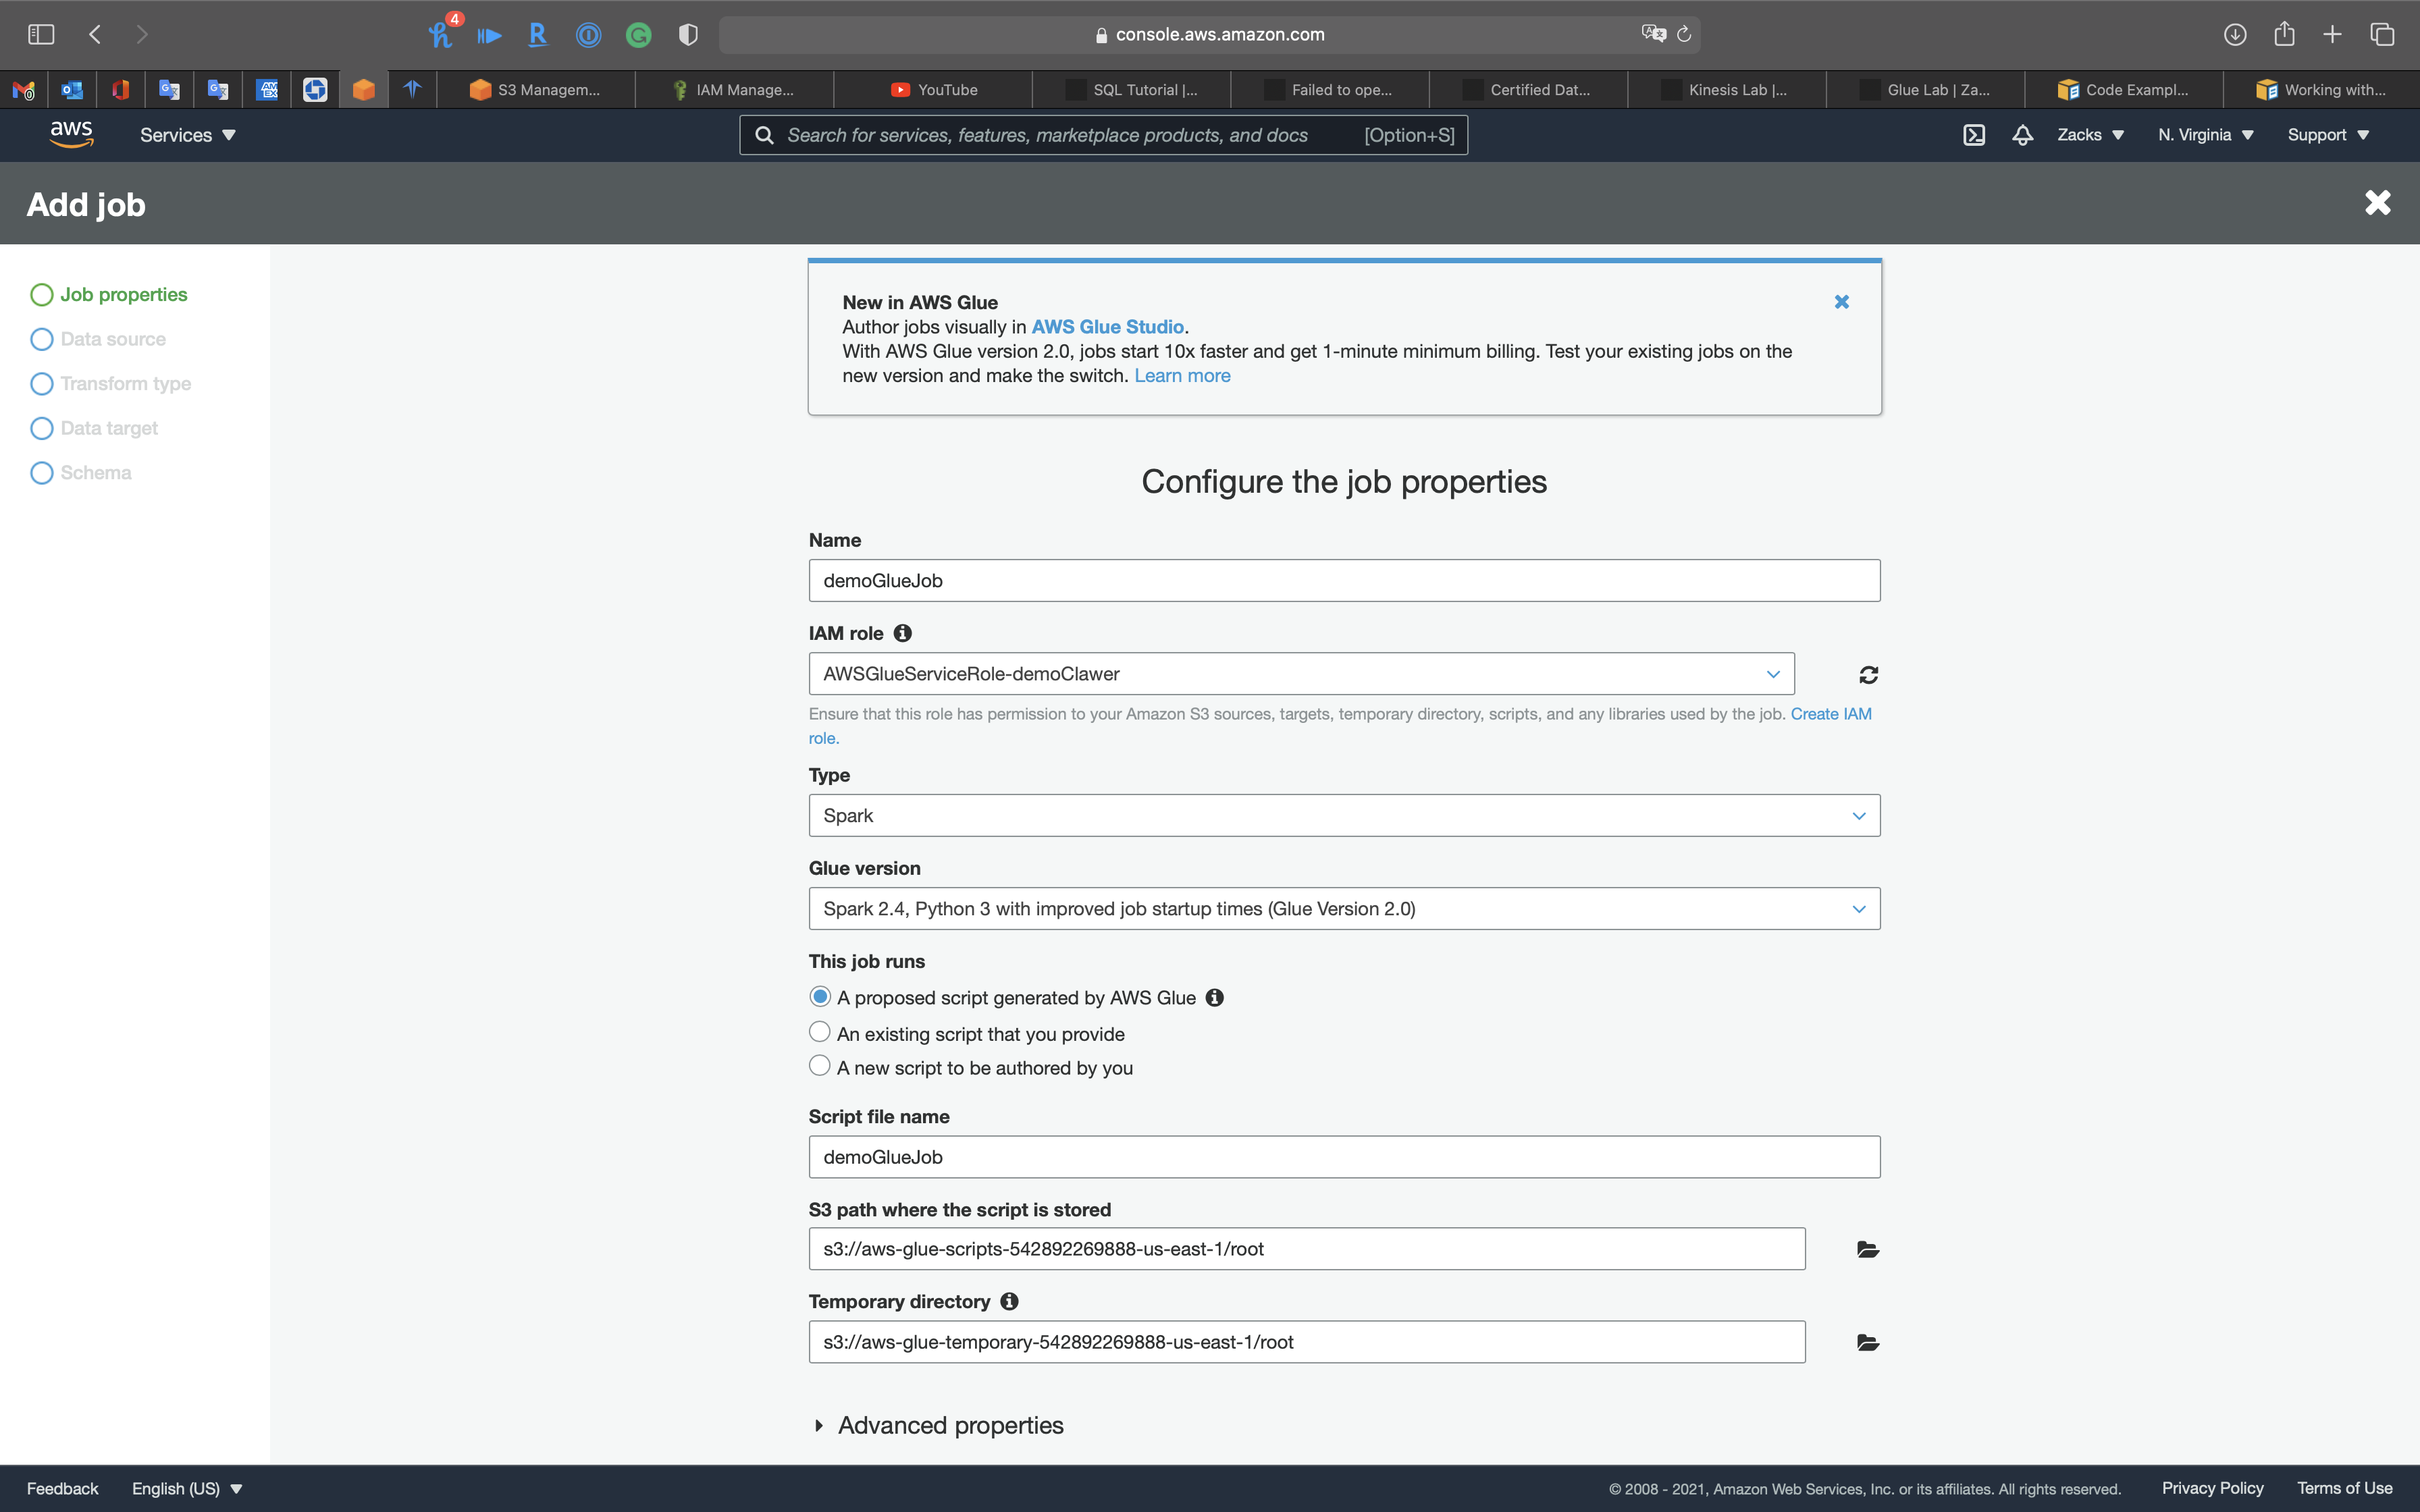 4
console.aws.amazon.com
S3 Managem...
IAM Manage...
YouTube
SQL Tutorial |...
Failed to ope...
Certified Dat...
Kinesis Lab |...
Glue Lab | Za...
Code Exampl...
Working with...
aws
Services
Search for services, features, marketplace products, and docs [Option+S]
Zacks
N. Virginia
Support
Add job
Job properties
Data source
Transform type
Data target
Schema
New in AWS Glue
Author jobs visually in AWS Glue Studio.
With AWS Glue version 2.0, jobs start 10x faster and get 1-minute minimum billing. Test your existing jobs on the
new version and make the switch. Learn more
Configure the job properties
Name
demoGlueJob
IAM role
AWSGlueServiceRole-demoClawer
Ensure that this role has permission to your Amazon S3 sources, targets, temporary directory, scripts, and any libraries used by the job. Create IAM
role.
Type
Spark
Glue version
Spark 2.4, Python 3 with improved job startup times (Glue Version 2.0)
This job runs
A proposed script generated by AWS Glue
An existing script that you provide
A new script to be authored by you
Script file name
demoGlueJob
S3 path where the script is stored
s3://aws-glue-scripts-542892269888-us-east-1/root
Temporary directory
s3://aws-glue-temporary-542892269888-us-east-1/root
Advanced properties
Feedback
English (US)
© 2008 - 2021, Amazon Web Services, Inc. or its affiliates. All rights reserved.
Privacy Policy
Terms of Use